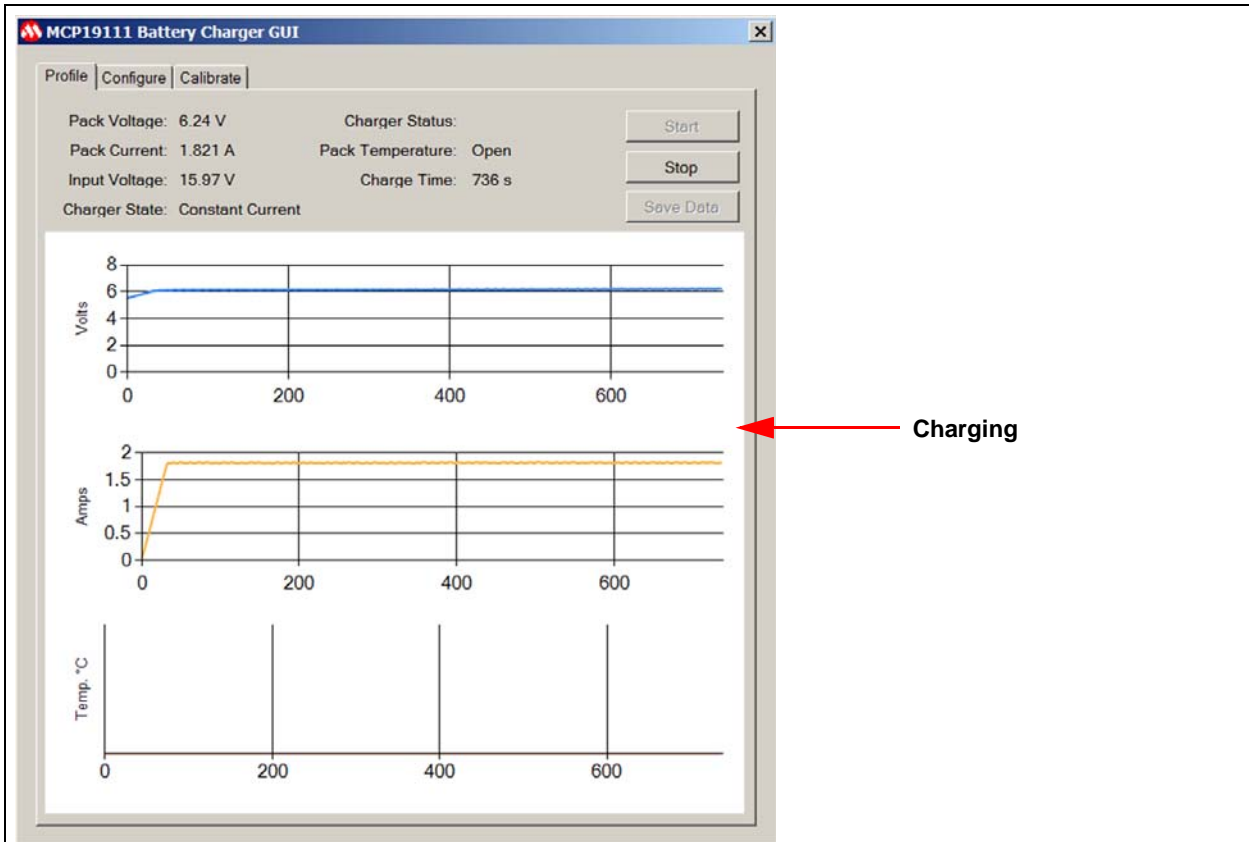 MCP19111 Battery Charger GUI
Profile Configure Calibrate
Pack Voltage: 6.24 V Charger Status: Start
Pack Current: 1.821 A Pack Temperature: Open Stop
Input Voltage: 15.97 V Charge Time: 736 s
Charger State: Constant Current Save Data
8
6
4
2
0
Volts
0 200 400 600
Charging
2
1.5
1
0.5
0
Amps
0 200 400 600
Temp. °C
0 200 400 600